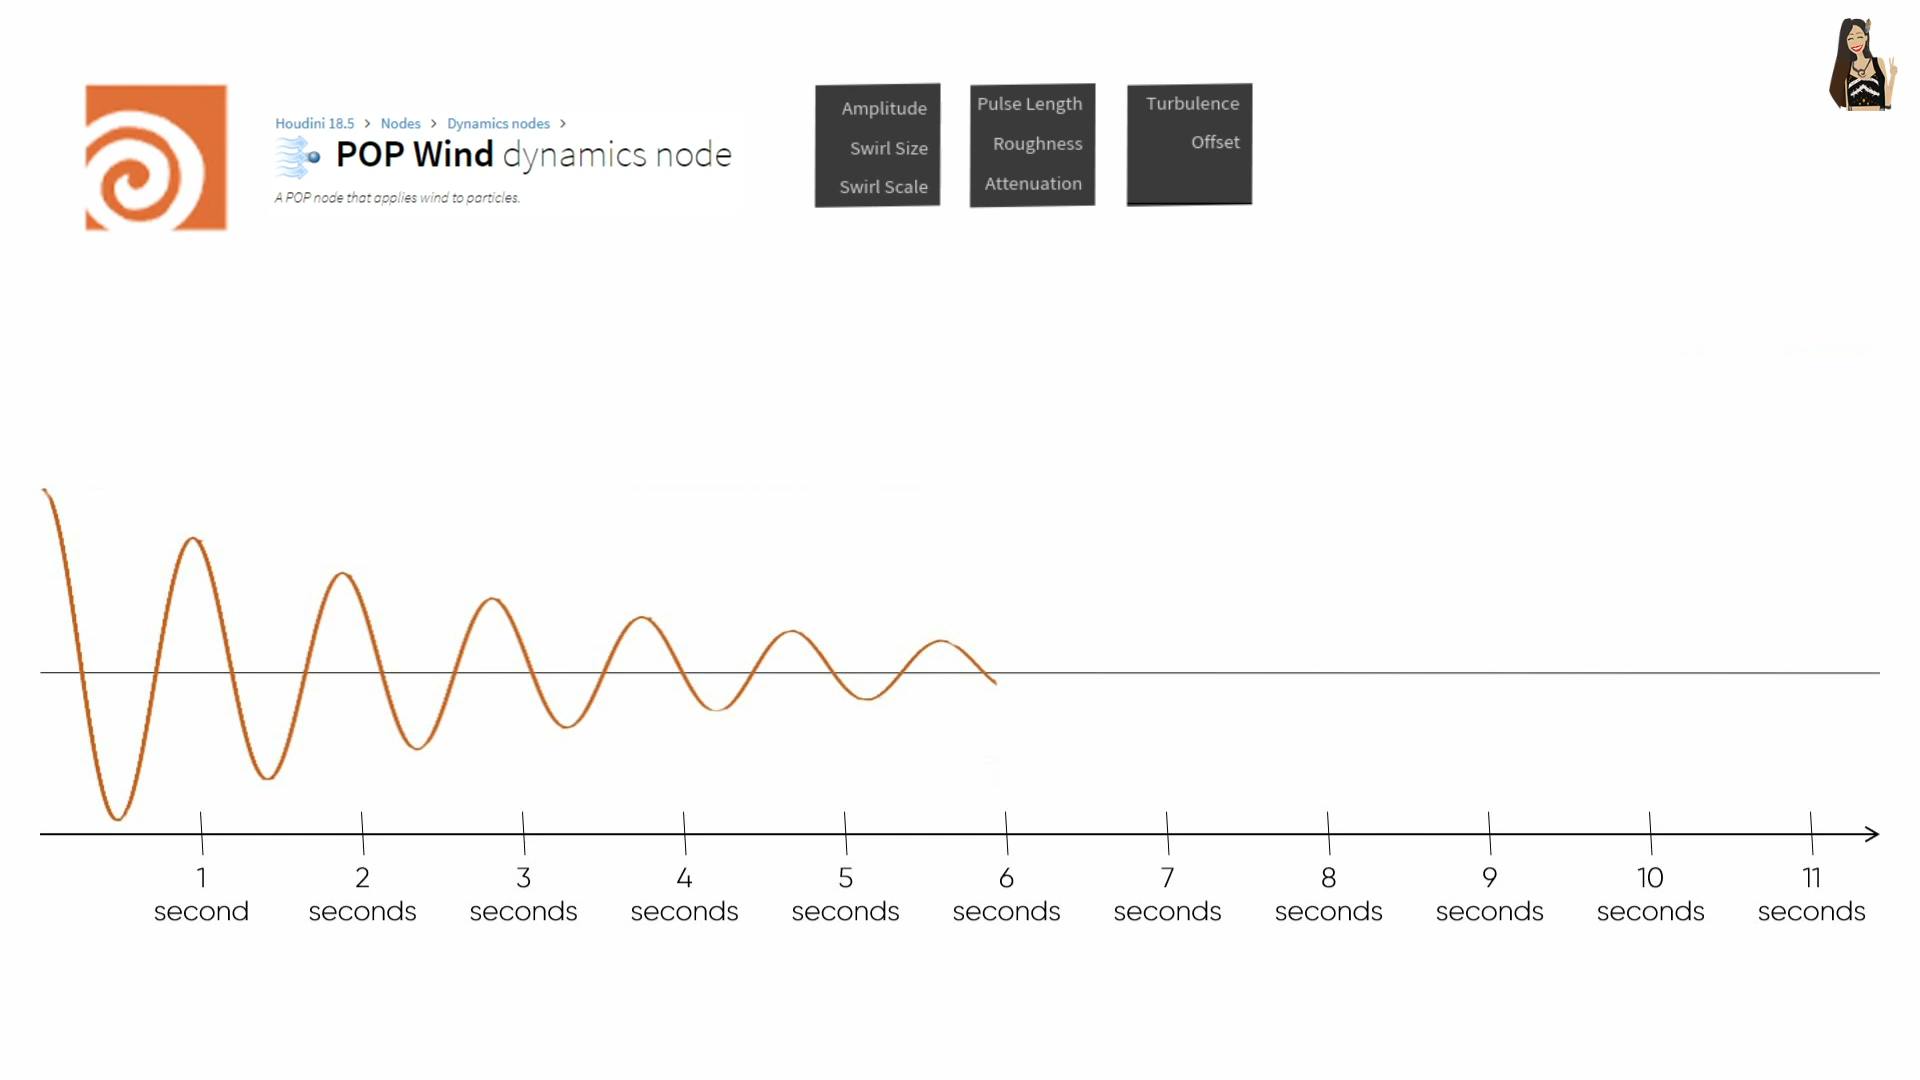 Houdini 18.5 > Nodes > Dynamics nodes >
POP Wind dynamics node
A POP node that applies wind to particles.
Amplitude
Swirl Size
Swirl Scale
Pulse Length
Roughness
Attenuation
Turbulence
Offset
1 2 3 4 5 6 7 8 9 10 11
second seconds seconds seconds seconds seconds seconds seconds seconds seconds seconds